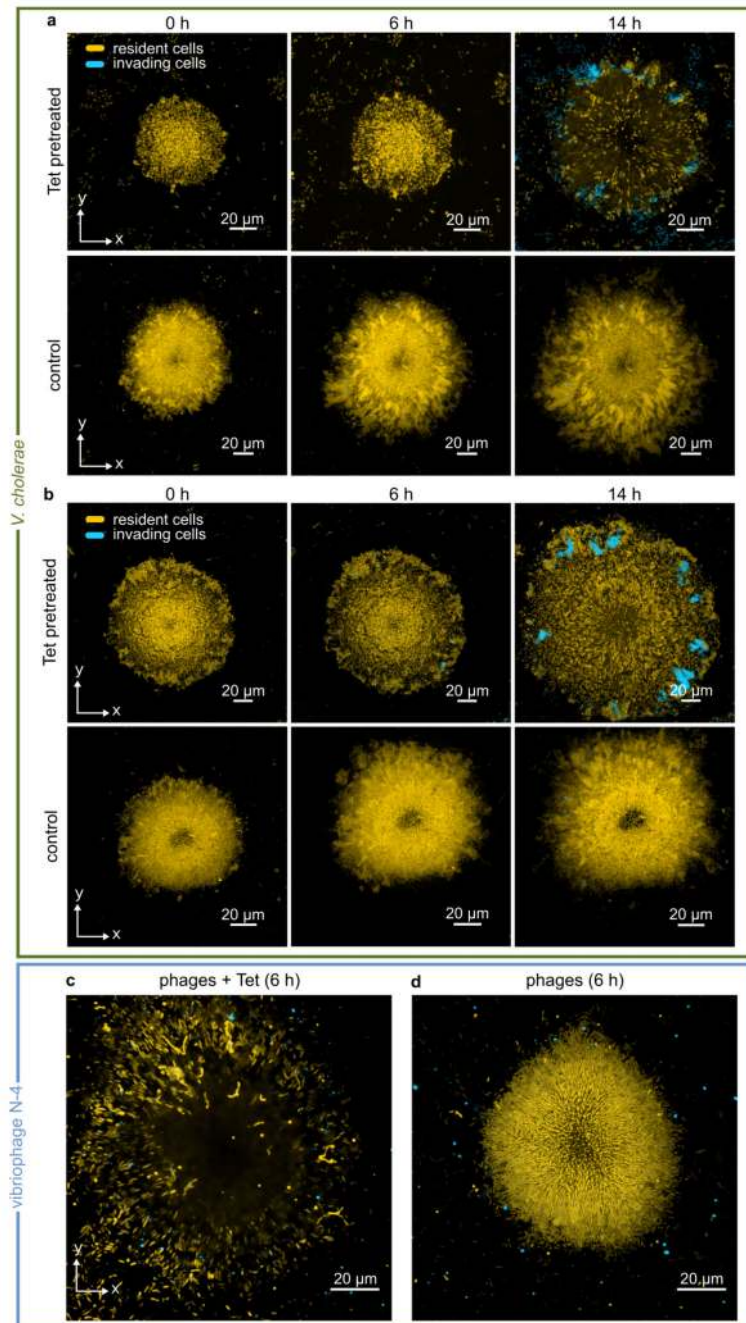 a 0 h 6 h 14 h
resident cells
invading cells
Tet pretreated
y
x
20 µm
20 µm
20 µm
control
y
x
20 µm
20 µm
20 µm
V. cholerae
b 0 h 6 h 14 h
resident cells
invading cells
Tet pretreated
y
x
20 µm
20 µm
20 µm
control
y
x
20 µm
20 µm
20 µm
c phages + Tet (6 h)
d phages (6 h)
vibriophage N-4
y
x
20 µm
20 µm